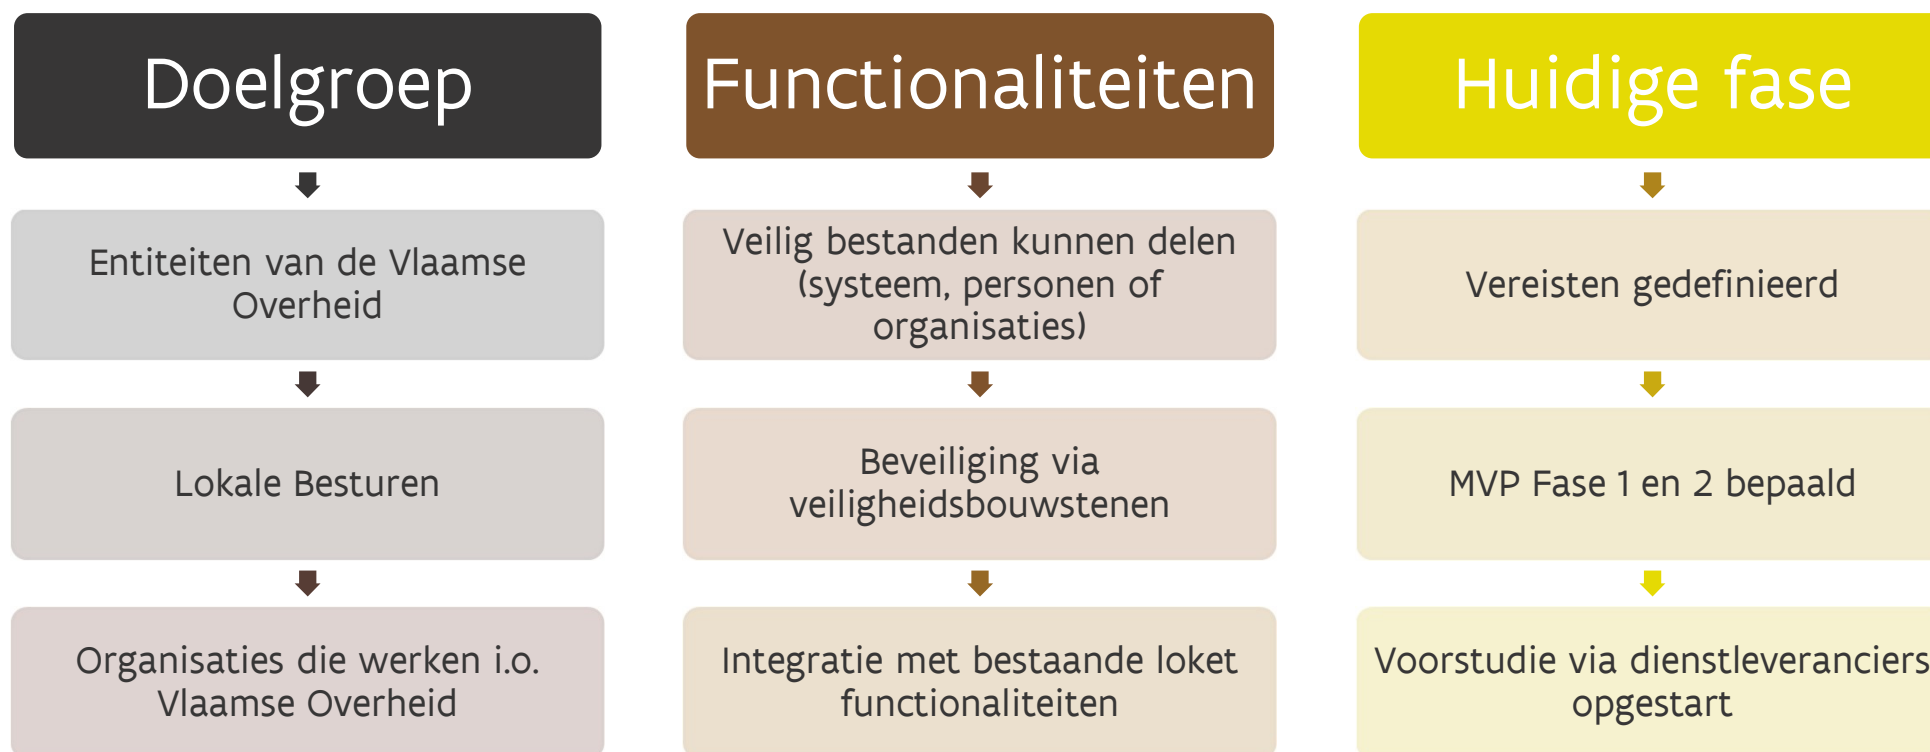 Doelgroep
Entiteiten van de Vlaamse
Overheid
Lokale Besturen
Organisaties die werken i.o.
Vlaamse Overheid
Functionaliteiten
Veilig bestanden kunnen delen
(systeem, personen of
organisaties)
Beveiliging via
veiligheidsbouwstenen
Integratie met bestaande loket
functionaliteiten
Huidige fase
Vereisten gedefinieerd
MVP Fase 1 en 2 bepaald
Voorstudie via dienstleveranciers
opgestart